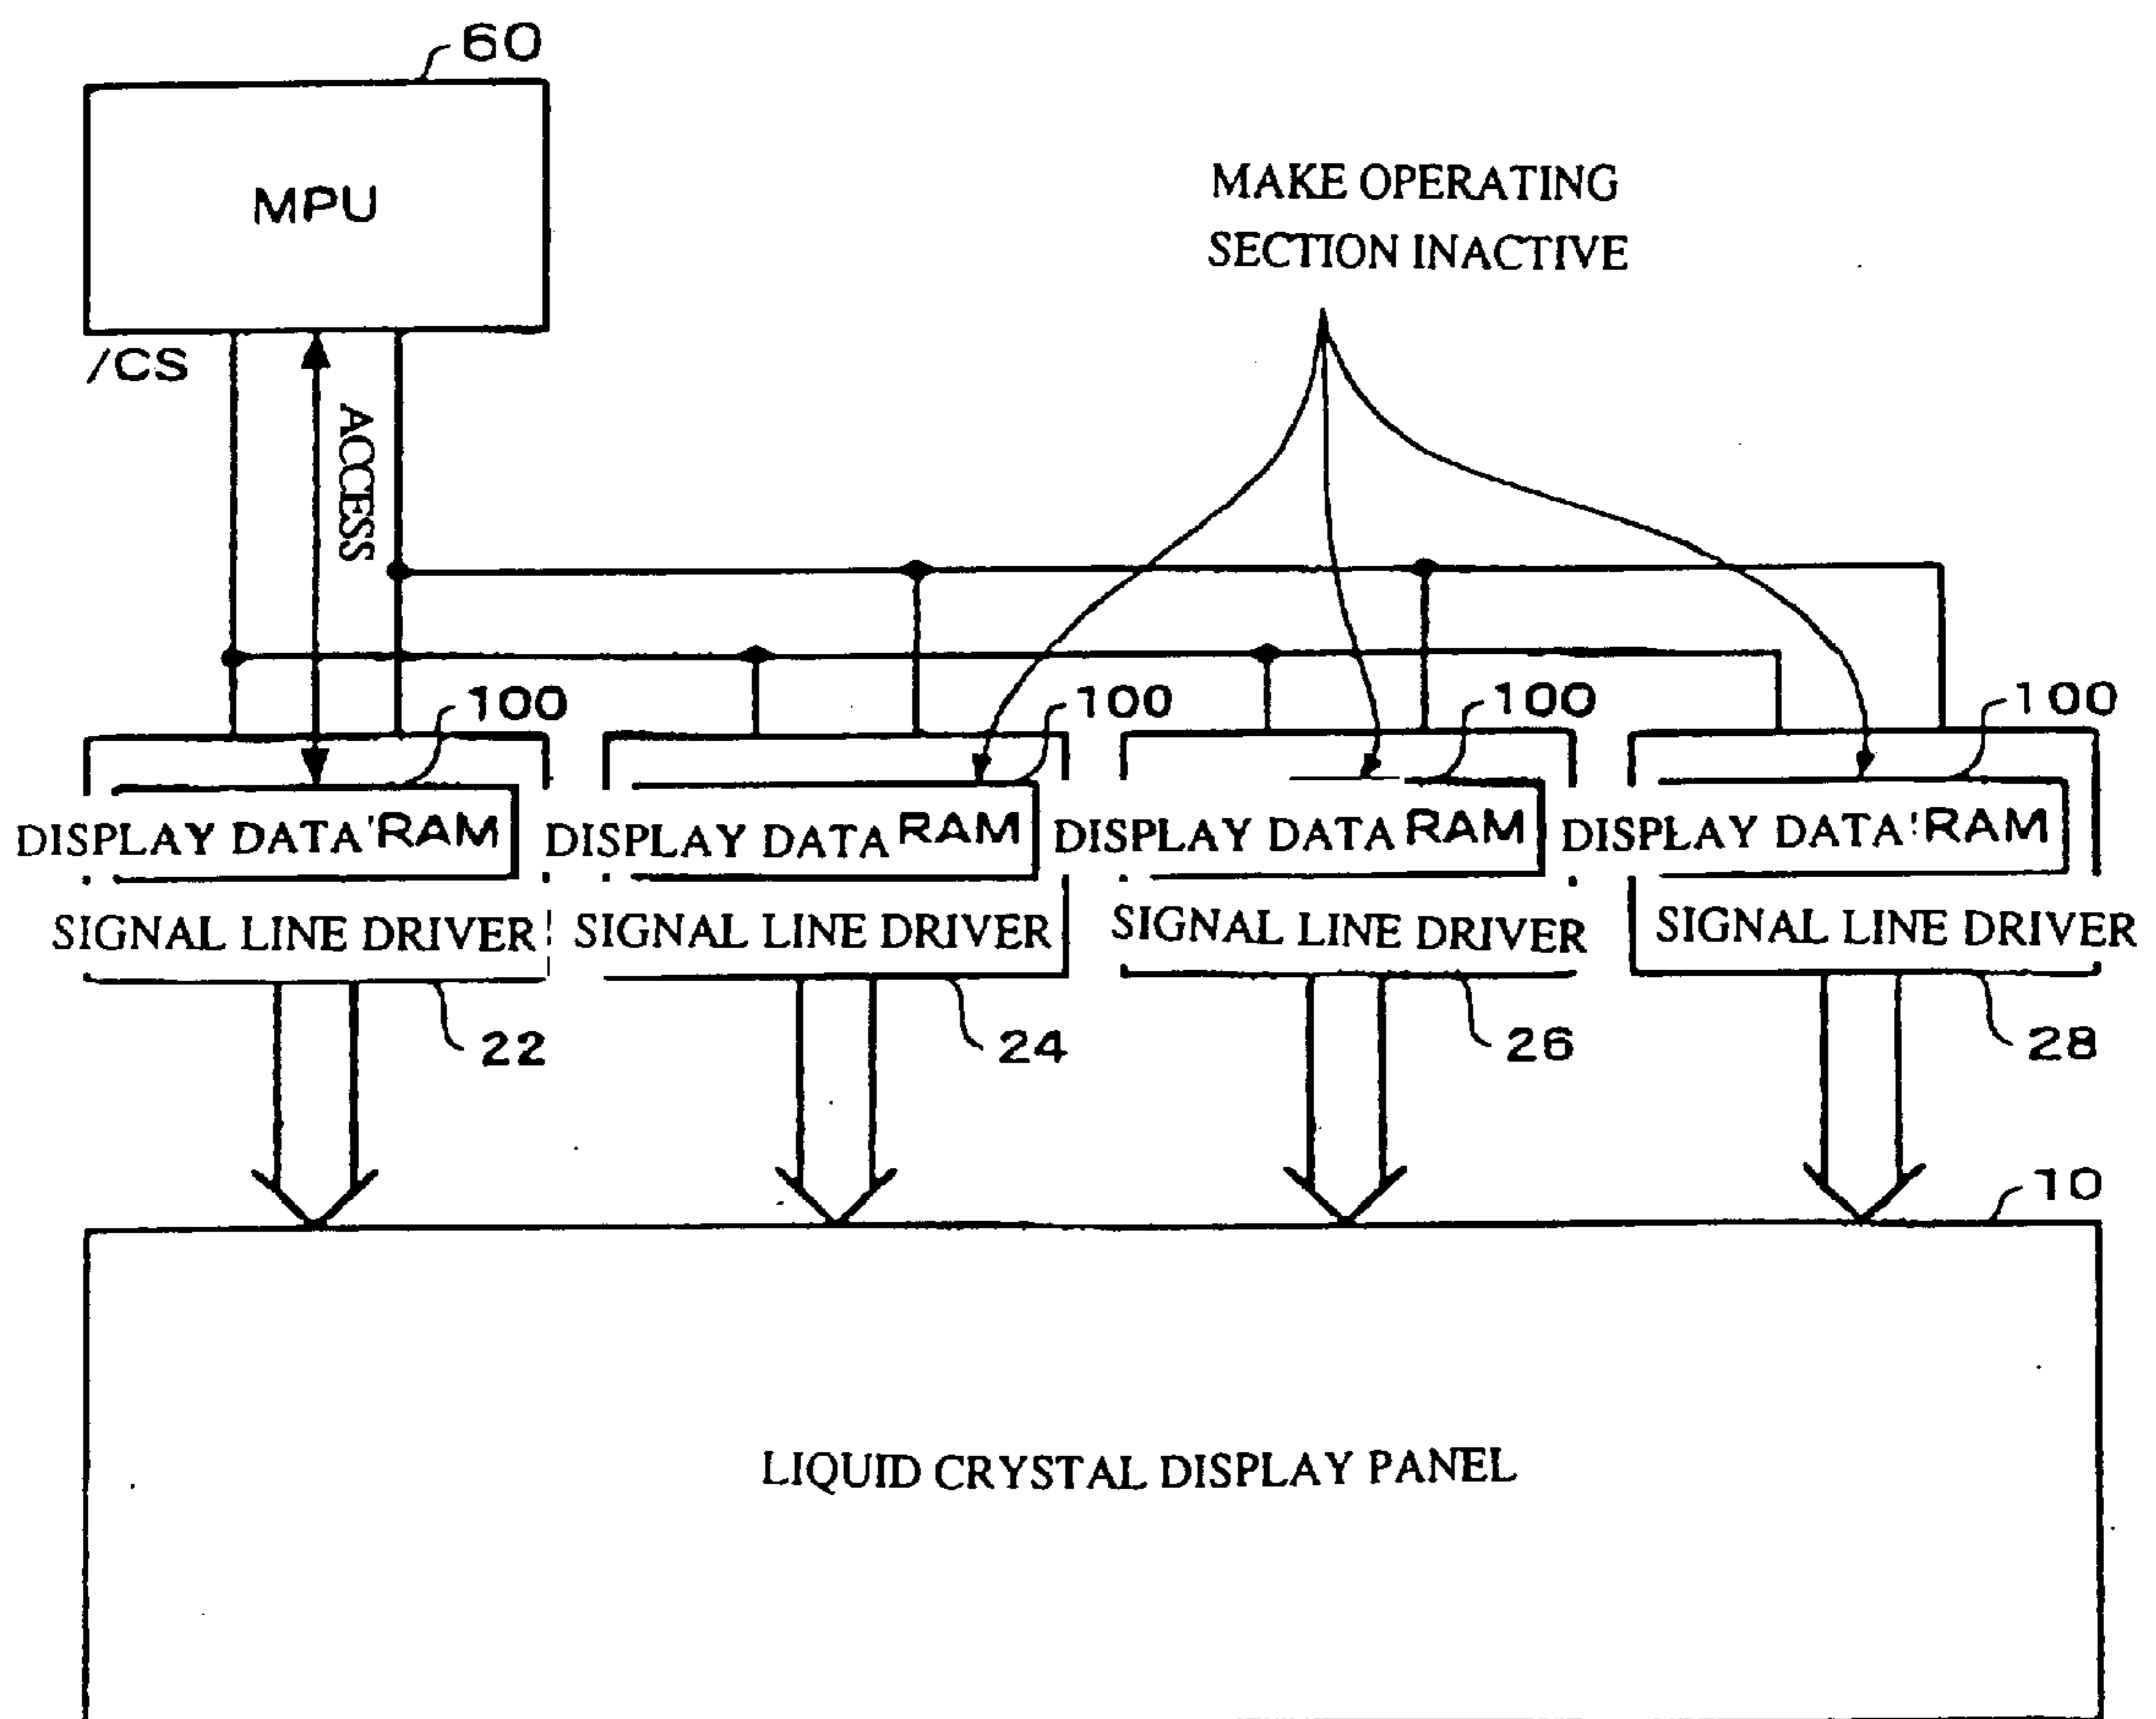 60
MPU
MAKE OPERATING
SECTION INACTIVE
/CS
ACCESS
100
100
100
100
DISPLAY DATA RAM
DISPLAY DATA RAM
DISPLAY DATA RAM
DISPLAY DATA RAM
SIGNAL LINE DRIVER
SIGNAL LINE DRIVER
SIGNAL LINE DRIVER
SIGNAL LINE DRIVER
22
24
26
28
10
LIQUID CRYSTAL DISPLAY PANEL